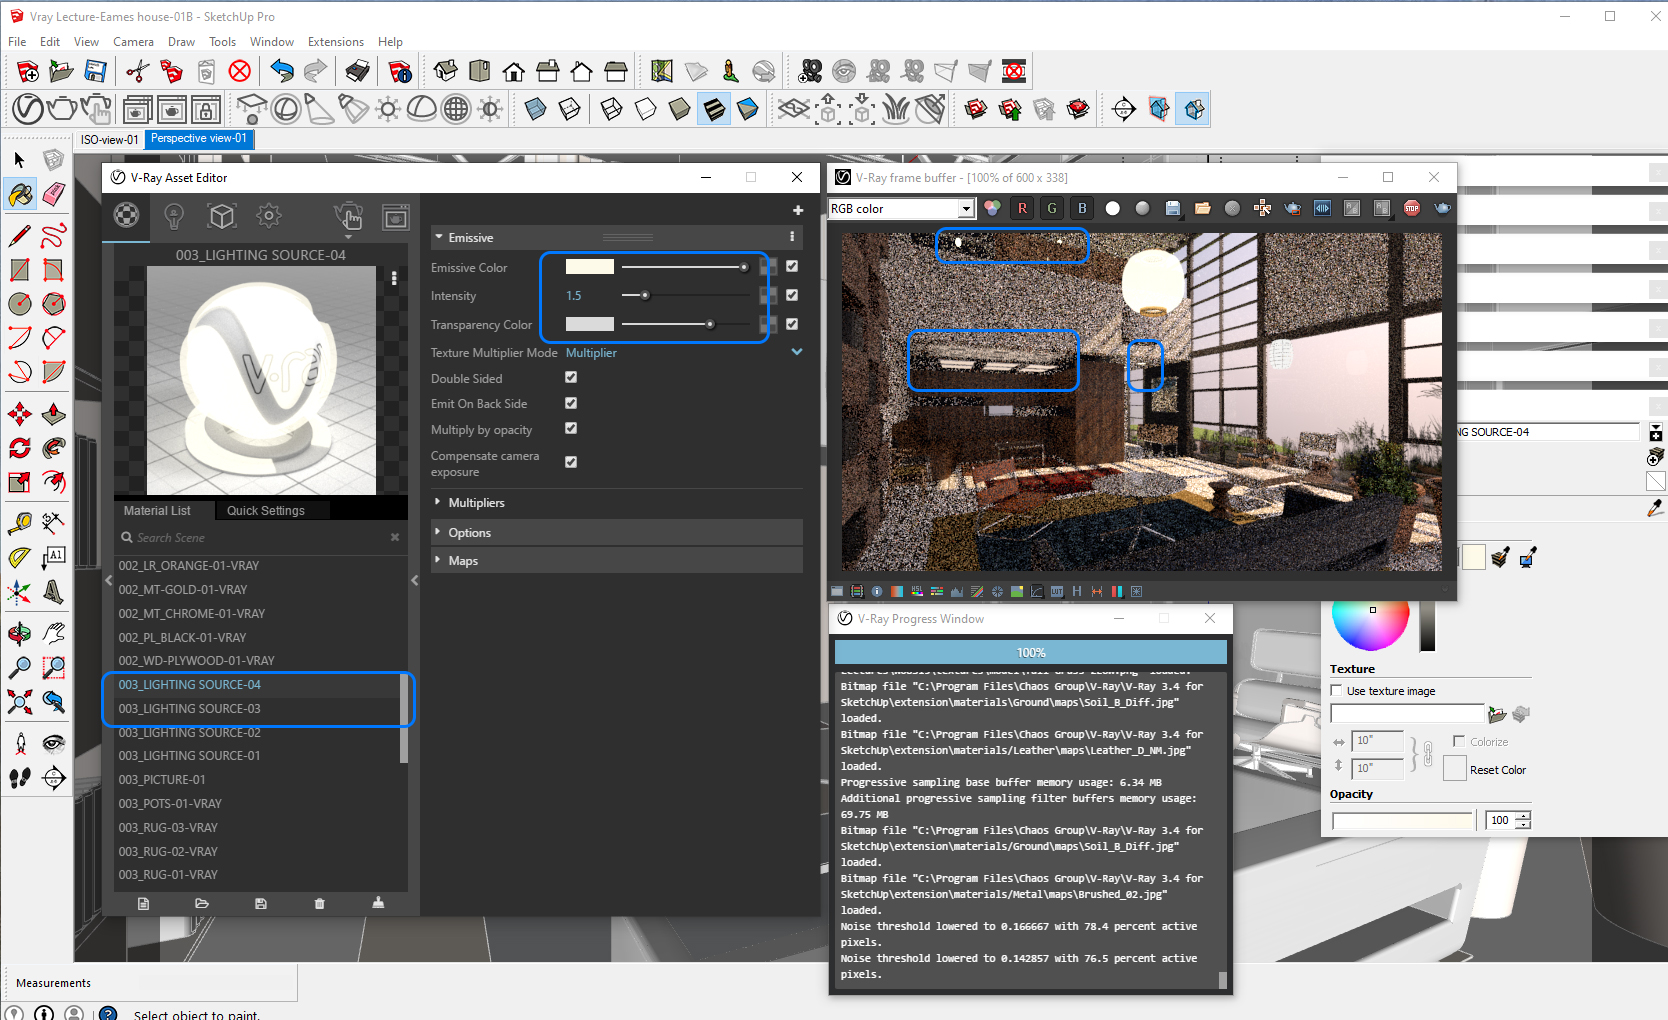 Vray Lecture-Eames house-01B - SketchUp Pro
File Edit View Camera Draw Tools Window Extensions Help
ISO-view-01 Perspective view-01
V-Ray Asset Editor
003_LIGHTING SOURCE-04
Material List Quick Settings
Search Scene
002_LR_ORANGE-01-VRAY
002_MT-GOLD-01-VRAY
002_MT_CHROME-01-VRAY
002_PL_BLACK-01-VRAY
002_WD-PLYWOOD-01-VRAY
003_LIGHTING SOURCE-04
003_LIGHTING SOURCE-03
003_LIGHTING SOURCE-02
003_LIGHTING SOURCE-01
003_PICTURE-01
003_POTS-01-VRAY
003_RUG-03-VRAY
003_RUG-02-VRAY
003_RUG-01-VRAY
Emissive
Emissive Color
Intensity 1.5
Transparency Color
Texture Multiplier Mode Multiplier
Double Sided
Emit On Back Side
Multiply by opacity
Compensate camera
exposure
Multipliers
Options
Maps
V-Ray frame buffer - [100% of 600 x 338]
RGB color R G B STOP
HSL LUT H
V-Ray Progress Window
100%
Bitmap file "C:\Program Files\Chaos Group\V-Ray\V-Ray 3.4 for
SketchUp\extension\materials\Ground\maps\Soil_B_Diff.jpg"
loaded.
Bitmap file "C:\Program Files\Chaos Group\V-Ray\V-Ray 3.4 for
SketchUp\extension\materials/Leather\maps\Leather_D_NM.jpg"
loaded.
Progressive sampling base buffer memory usage: 6.34 MB
Additional progressive sampling filter buffers memory usage:
69.75 MB
Bitmap file "C:\Program Files\Chaos Group\V-Ray\V-Ray 3.4 for
SketchUp\extension\materials/Ground\maps\Soil_B_Diff.jpg"
loaded.
Bitmap file "C:\Program Files\Chaos Group\V-Ray\V-Ray 3.4 for
SketchUp\extension\materials/Metal\maps\Brushed_02.jpg"
loaded.
Noise threshold lowered to 0.166667 with 78.4 percent active
pixels.
Noise threshold lowered to 0.142857 with 76.5 percent active
pixels.
NG SOURCE-04
Texture
Use texture image
10" Colorize
10" Reset Color
Opacity
100
A1
Measurements
Select object to paint.